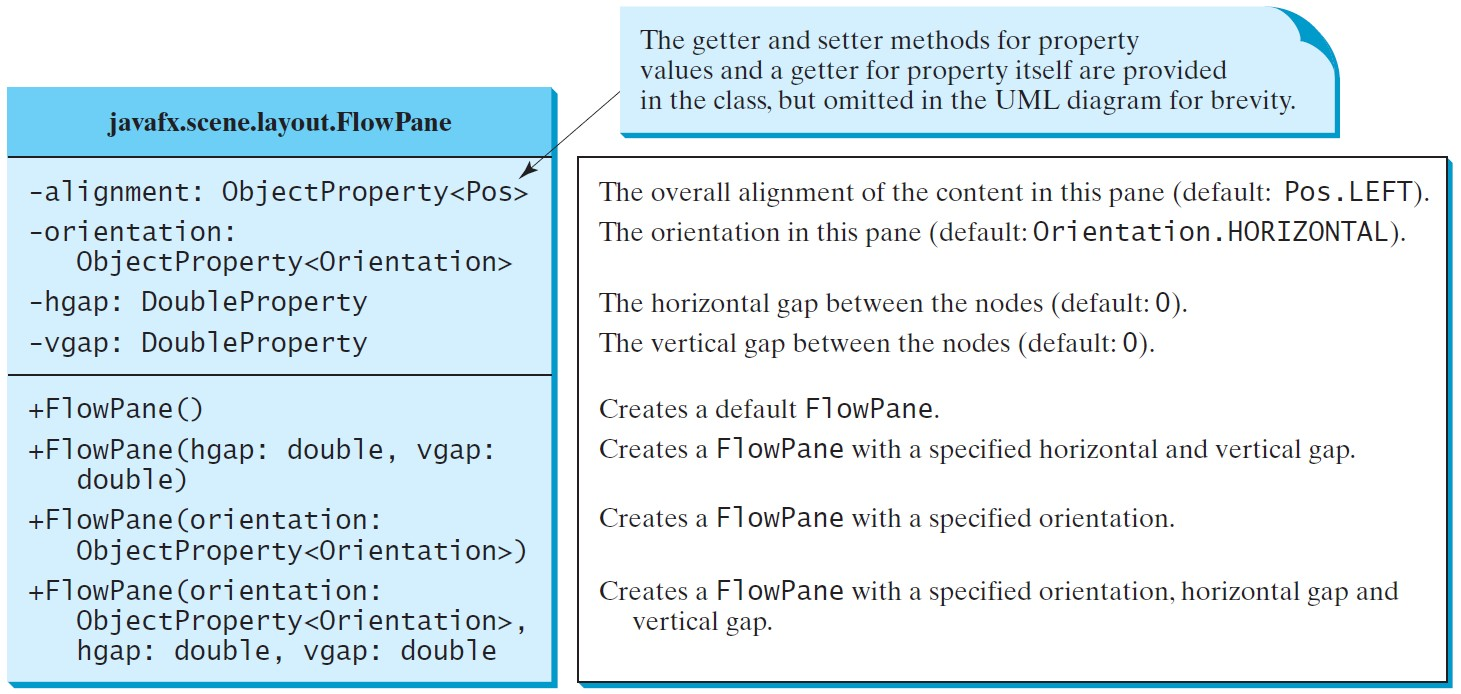 The getter and setter methods for property
values and a getter for property itself are provided
in the class, but omitted in the UML diagram for brevity.
javafx.scene.layout.FlowPane
-alignment: ObjectProperty<Pos>
The overall alignment of the content in this pane (default: Pos.LEFT).
-orientation:
ObjectProperty<Orientation>
The orientation in this pane (default: Orientation.HORIZONTAL).
-hgap: DoubleProperty
The horizontal gap between the nodes (default: 0).
-vgap: DoubleProperty
The vertical gap between the nodes (default: 0).
+FlowPane()
Creates a default FlowPane.
+FlowPane(hgap: double, vgap:
double)
Creates a FlowPane with a specified horizontal and vertical gap.
+FlowPane(orientation:
ObjectProperty<Orientation>)
Creates a FlowPane with a specified orientation.
+FlowPane(orientation:
ObjectProperty<Orientation>,
hgap: double, vgap: double
Creates a FlowPane with a specified orientation, horizontal gap and
vertical gap.